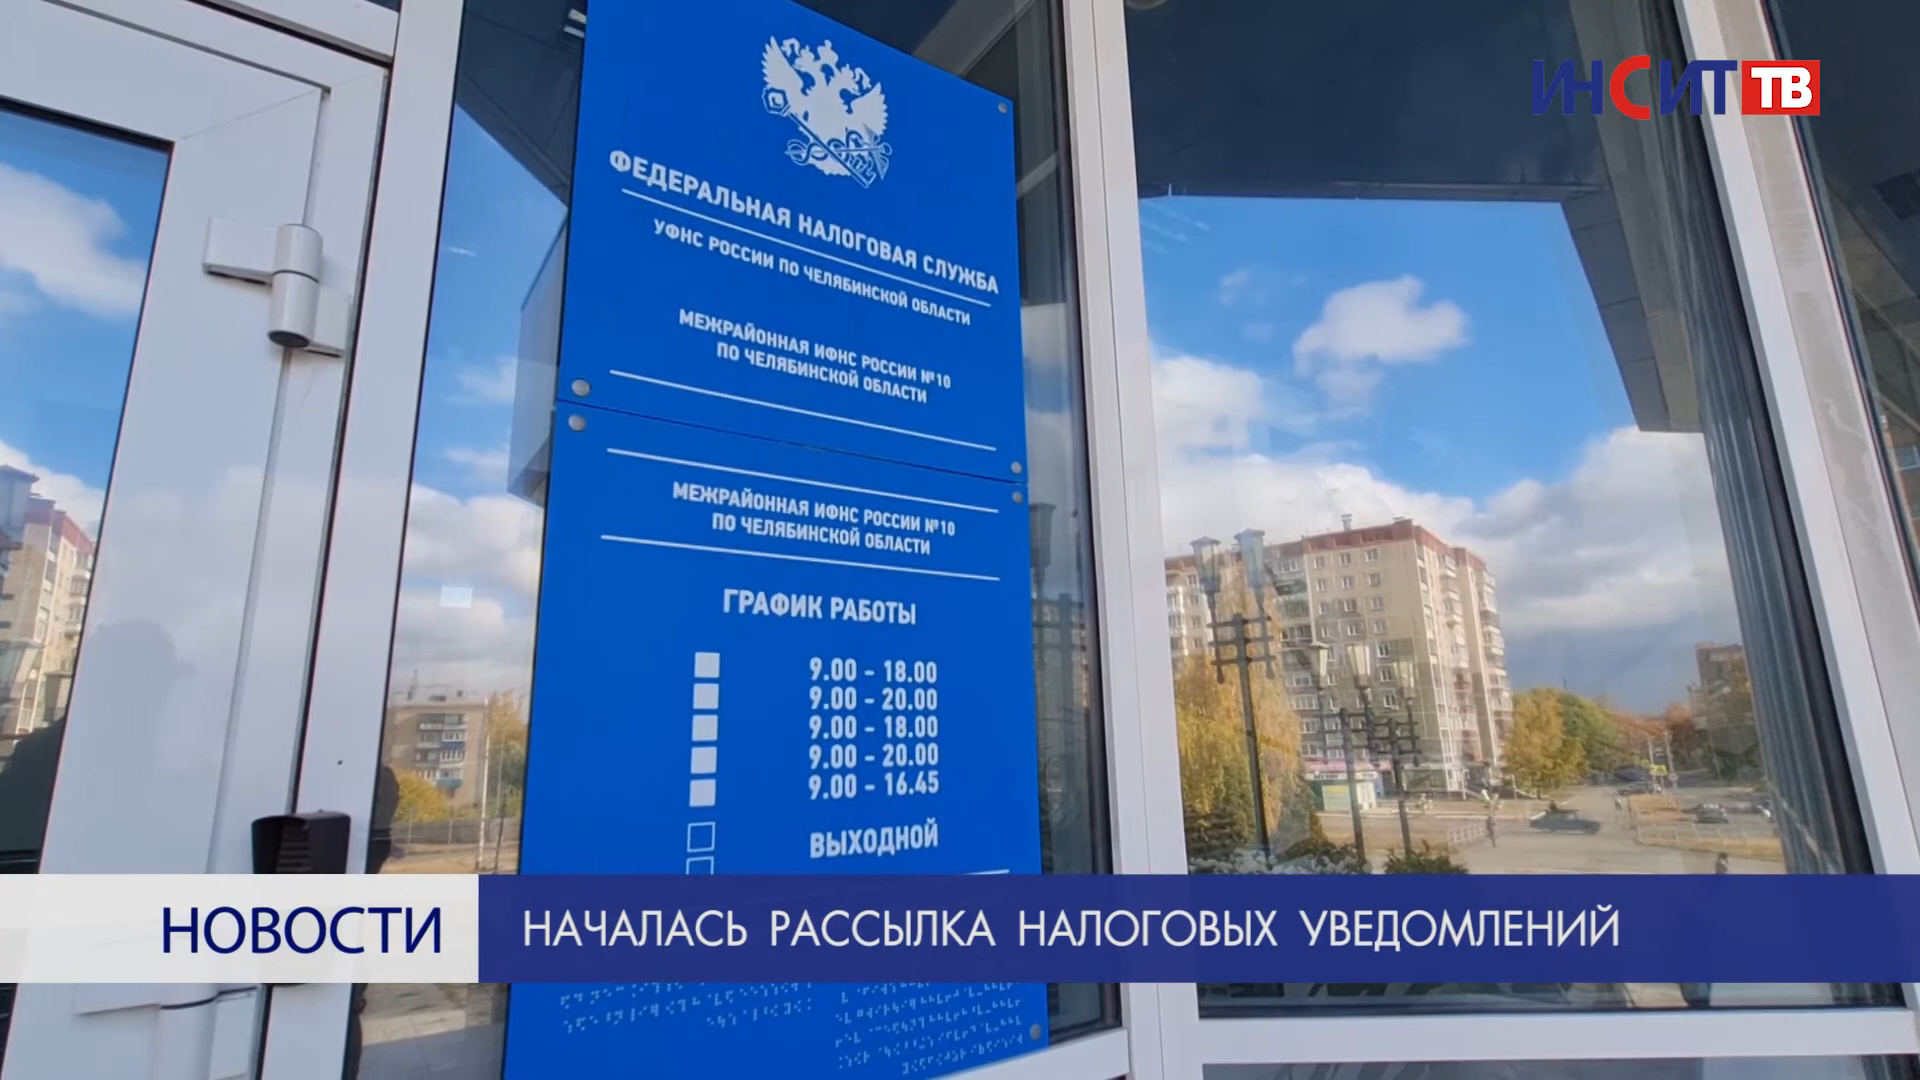 ИНСИТ ТВ
ФЕДЕРАЛЬНАЯ НАЛОГОВАЯ СЛУЖБА
УФНС РОССИИ ПО ЧЕЛЯБИНСКОЙ ОБЛАСТИ
МЕЖРАЙОННАЯ ИФНС РОССИИ №10
ПО ЧЕЛЯБИНСКОЙ ОБЛАСТИ
МЕЖРАЙОННАЯ ИФНС РОССИИ №10
ПО ЧЕЛЯБИНСКОЙ ОБЛАСТИ
ГРАФИК РАБОТЫ
9.00 - 18.00
9.00 - 20.00
9.00 - 18.00
9.00 - 20.00
9.00 - 16.45
ВЫХОДНОЙ
НОВОСТИ
НАЧАЛАСЬ РАССЫЛКА НАЛОГОВЫХ УВЕДОМЛЕНИЙ